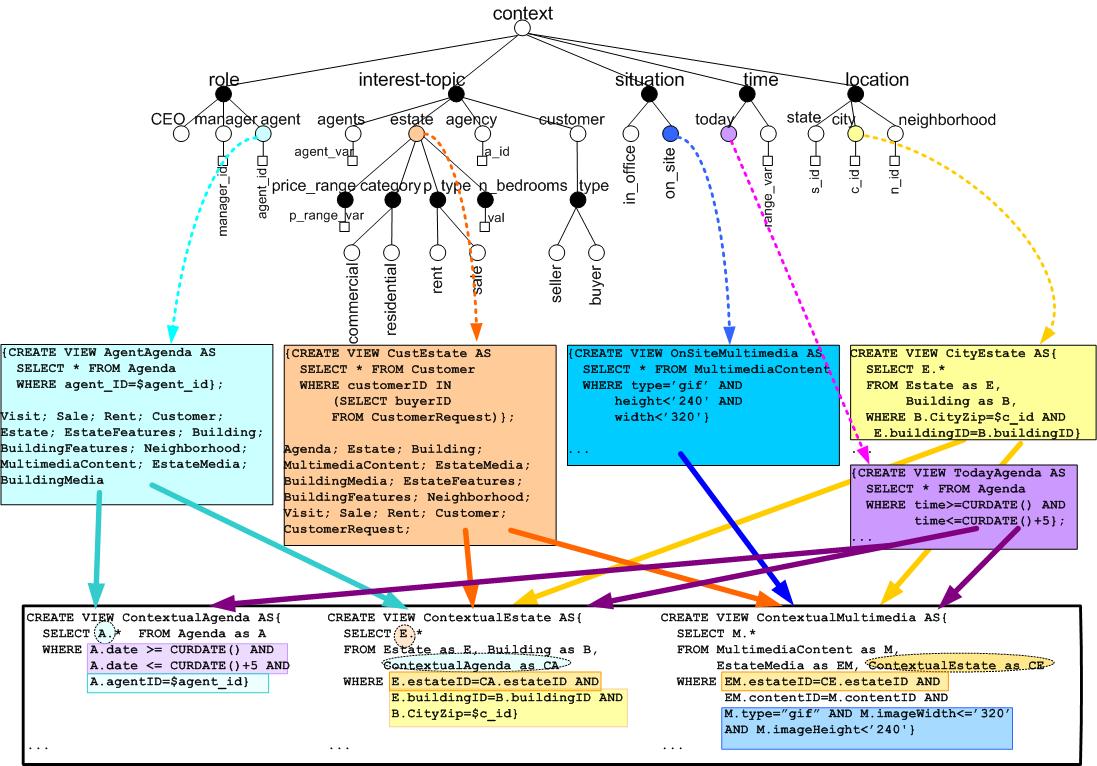 context
role interest-topic situation time location
CEO manager agent agents estate agency customer today state city neighborhood
agent_var a_id in_office on_site
manager_id agent_id range_var s_id c_id n_id
price_range category p_type n_bedrooms type
p_range_var val
commercial residential rent sale seller buyer
{CREATE VIEW AgentAgenda AS
SELECT * FROM Agenda
WHERE agent_ID=$agent_id};
Visit; Sale; Rent; Customer;
Estate; EstateFeatures; Building;
BuildingFeatures; Neighborhood;
MultimediaContent; EstateMedia;
BuildingMedia
{CREATE VIEW CustEstate AS
SELECT * FROM Customer
WHERE customerID IN
(SELECT buyerID
FROM CustomerRequest)};
Agenda; Estate; Building;
MultimediaContent; EstateMedia;
BuildingMedia; EstateFeatures;
BuildingFeatures; Neighborhood;
Visit; Sale; Rent; Customer;
CustomerRequest;
{CREATE VIEW OnSiteMultimedia AS
SELECT * FROM MultimediaContent
WHERE type='gif' AND
height<'240' AND
width<'320'}
...
{CREATE VIEW CityEstate AS{
SELECT E.*
FROM Estate as E,
Building as B,
WHERE B.CityZip=$c_id AND
E.buildingID=B.buildingID}
...
{CREATE VIEW TodayAgenda AS
SELECT * FROM Agenda
WHERE time>=CURDATE() AND
time<=CURDATE()+5};
...
CREATE VIEW ContextualAgenda AS{
SELECT A.* FROM Agenda as A
WHERE A.date >= CURDATE() AND
A.date <= CURDATE()+5 AND
A.agentID=$agent_id}
...
CREATE VIEW ContextualEstate AS{
SELECT E.*
FROM Estate as E, Building as B,
ContextualAgenda as CA
WHERE E.estateID=CA.estateID AND
E.buildingID=B.buildingID AND
B.CityZip=$c_id}
...
CREATE VIEW ContextualMultimedia AS{
SELECT M.*
FROM MultimediaContent as M,
EstateMedia as EM, ContextualEstate as CE
WHERE EM.estateID=CE.estateID AND
EM.contentID=M.contentID AND
M.type="gif" AND M.imageWidth<='320'
AND M.imageHeight<'240'}
...